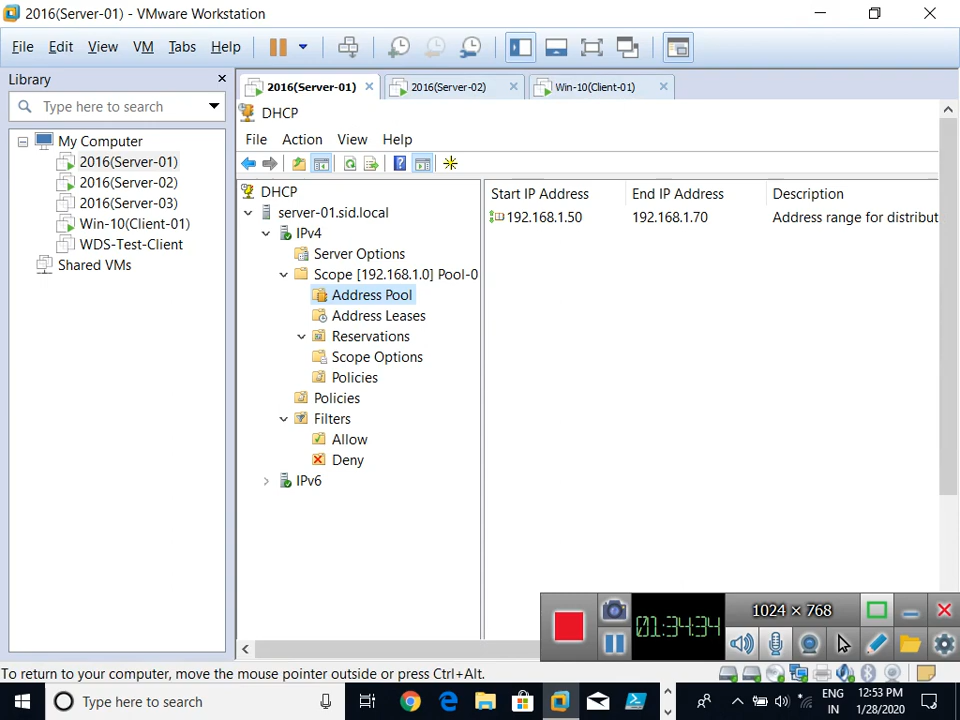 2016(Server-01) - VMware Workstation
File Edit View VM Tabs Help
Library
Type here to search
My Computer
2016(Server-01)
2016(Server-02)
2016(Server-03)
Win-10(Client-01)
WDS-Test-Client
Shared VMs
2016(Server-01) 2016(Server-02) Win-10(Client-01)
DHCP
File Action View Help
DHCP
server-01.sid.local
IPv4
Server Options
Scope [192.168.1.0] Pool-0
Address Pool
Address Leases
Reservations
Scope Options
Policies
Policies
Filters
Allow
Deny
IPv6
Start IP Address End IP Address Description
192.168.1.50 192.168.1.70 Address range for distribut
01:34:34
1024 × 768
To return to your computer, move the mouse pointer outside or press Ctrl+Alt.
Type here to search
ENG
IN
12:53 PM
1/28/2020